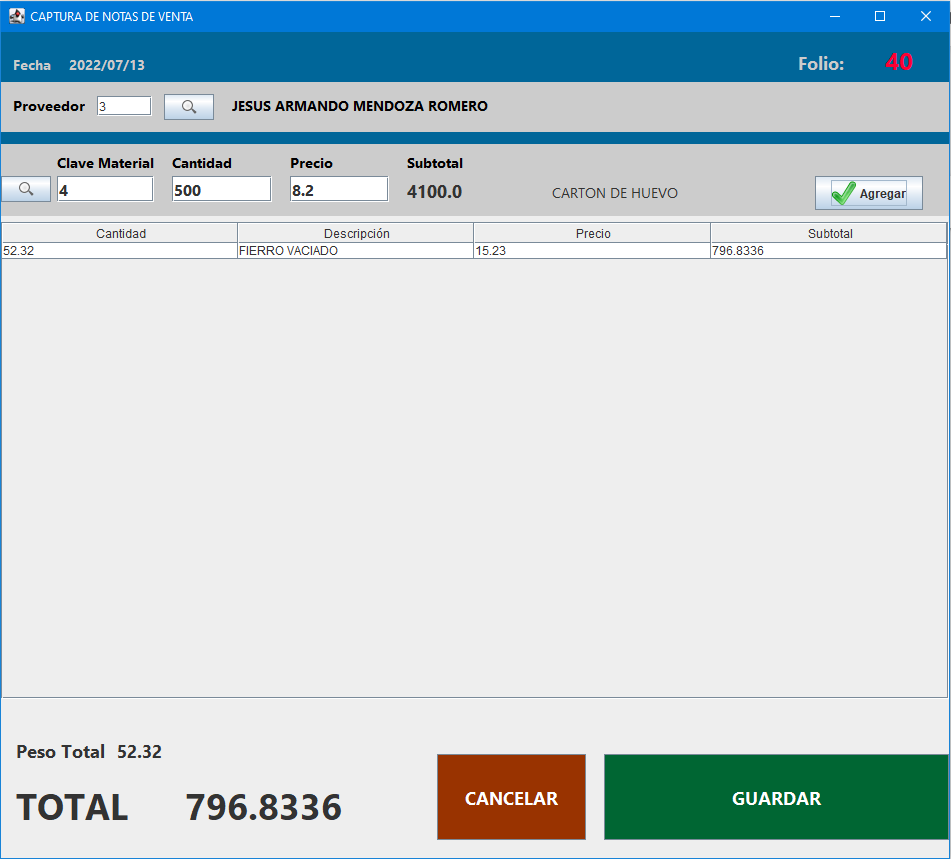 CAPTURA DE NOTAS DE VENTA
Fecha 2022/07/13 Folio: 40
Proveedor 3 JESUS ARMANDO MENDOZA ROMERO
Clave Material Cantidad Precio Subtotal
4 500 8.2 4100.0 CARTON DE HUEVO Agregar
Cantidad Descripción Precio Subtotal
52.32 FIERRO VACIADO 15.23 796.8336
Peso Total 52.32
TOTAL 796.8336 CANCELAR GUARDAR